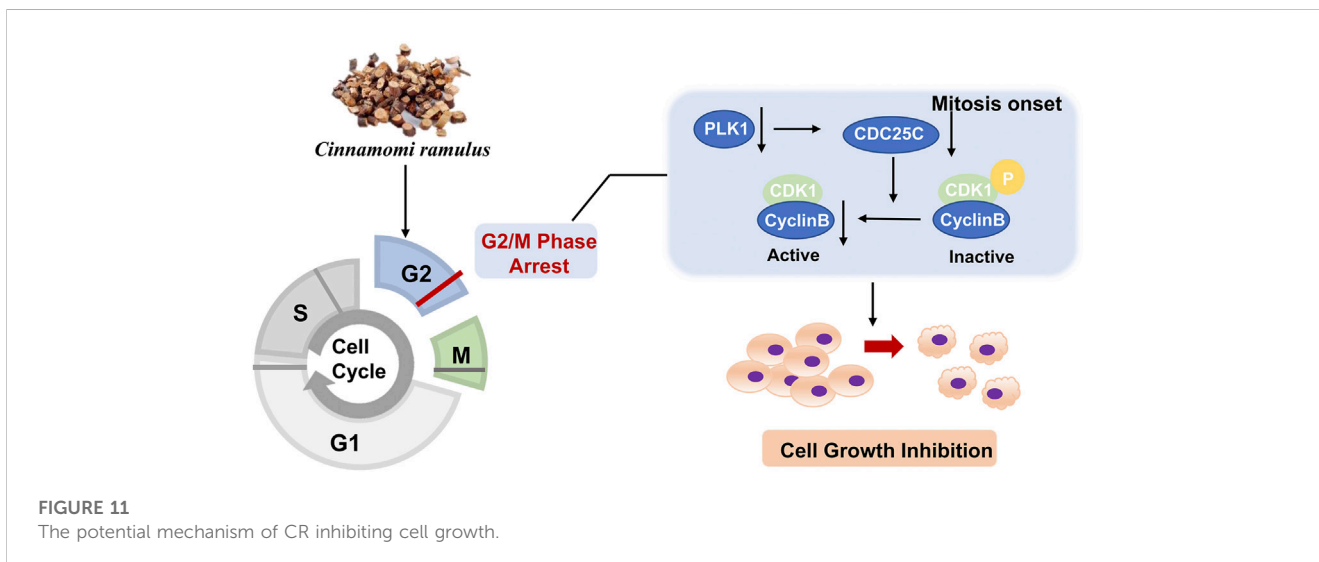 Cinnamomi ramulus
G2/M Phase
Arrest
G2
S
M
Cell
Cycle
G1
Mitosis onset
PLK1
CDC25C
CDK1
P
CyclinB
Inactive
CDK1
CyclinB
Active
Cell Growth Inhibition
FIGURE 11
The potential mechanism of CR inhibiting cell growth.